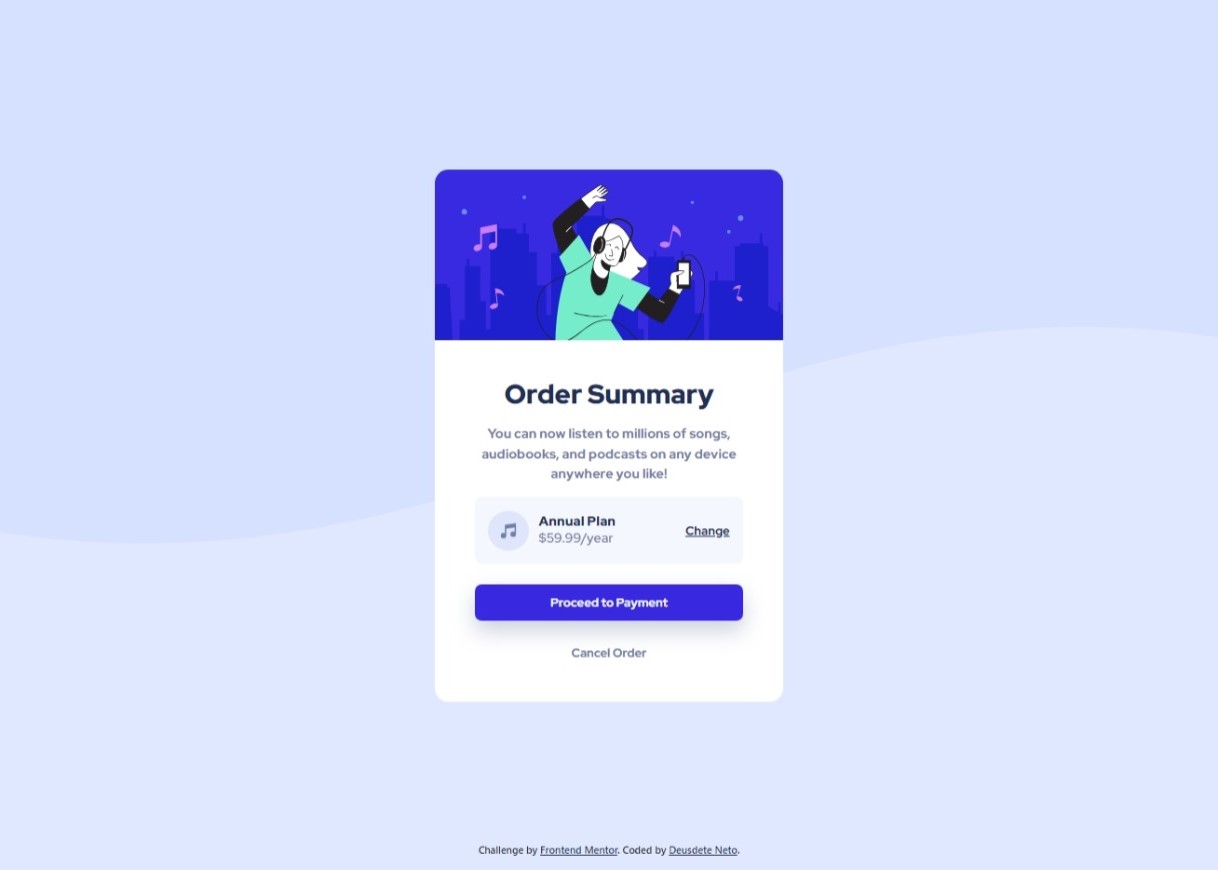 Order Summary
You can now listen to millions of songs,
audiobooks, and podcasts on any device
anywhere you like!
Annual Plan
$59.99/year
Change
Proceed to Payment
Cancel Order
Challenge by Frontend Mentor. Coded by Deusdete Neto.